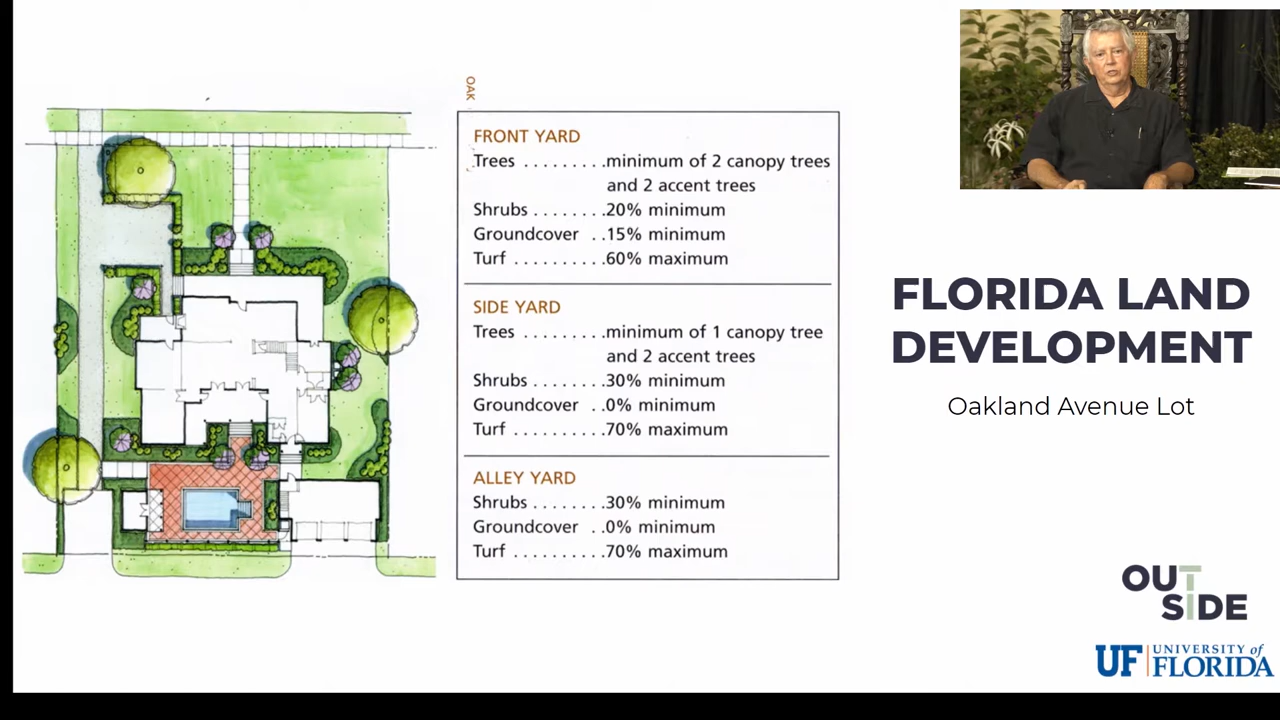 OAK
FRONT YARD
Trees . . . . . . . . .minimum of 2 canopy trees
and 2 accent trees
Shrubs . . . . . . . .20% minimum
Groundcover . .15% minimum
Turf . . . . . . . . . .60% maximum
SIDE YARD
Trees . . . . . . . . .minimum of 1 canopy tree
and 2 accent trees
Shrubs . . . . . . . .30% minimum
Groundcover . .0% minimum
Turf . . . . . . . . . .70% maximum
ALLEY YARD
Shrubs . . . . . . . .30% minimum
Groundcover . .0% minimum
Turf . . . . . . . . . .70% maximum
FLORIDA LAND
DEVELOPMENT
Oakland Avenue Lot
OUT
SIDE
UF UNIVERSITY of
FLORIDA